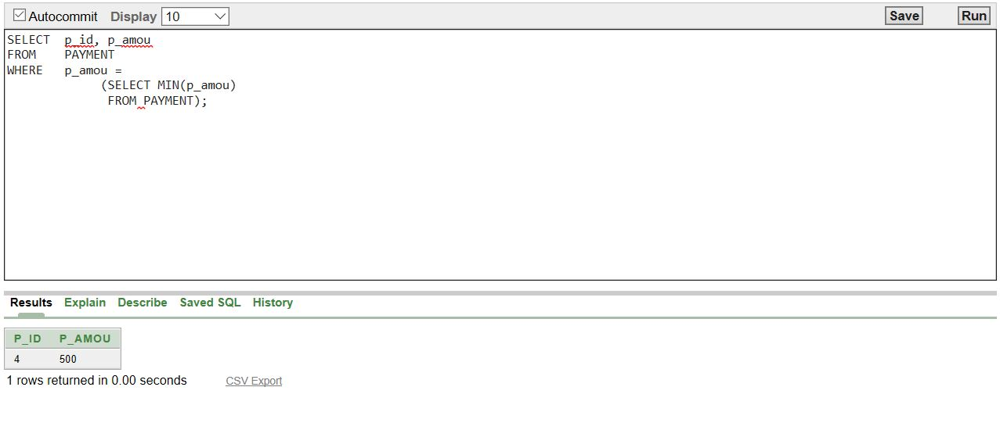 Autocommit Display 10 Save Run
SELECT p_id, p_amou
FROM PAYMENT
WHERE p_amou =
(SELECT MIN(p_amou)
FROM PAYMENT);
Results Explain Describe Saved SQL History
P_ID P_AMOU
4 500
1 rows returned in 0.00 seconds CSV Export